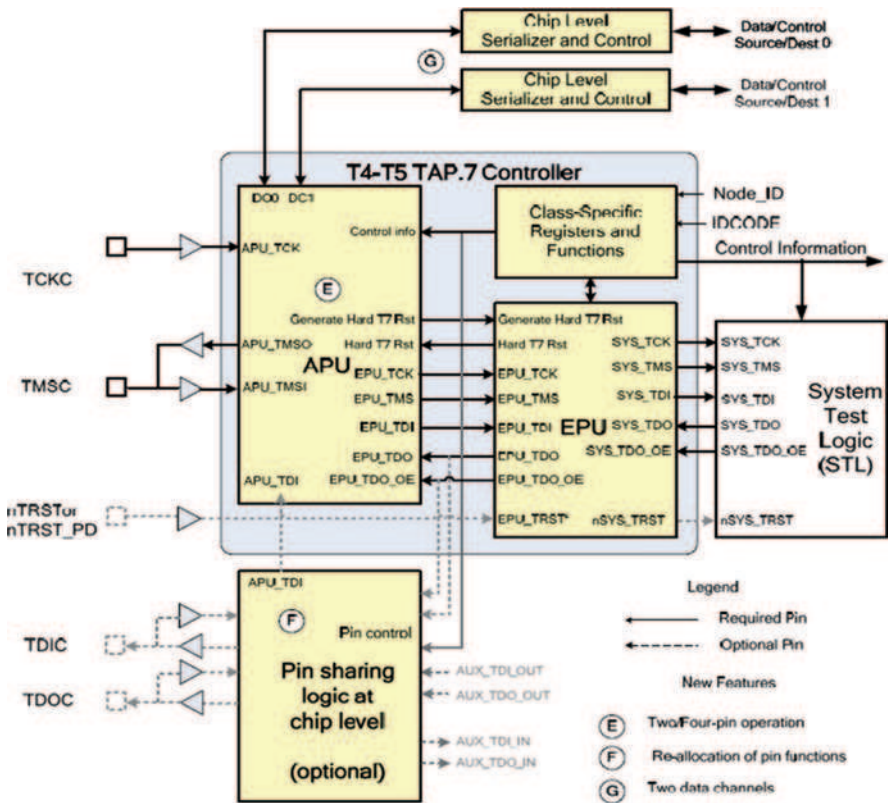 Chip Level
Serializer and Control
Data/Control
Source/Dest 0
G
Chip Level
Serializer and Control
Data/Control
Source/Dest 1
T4-T5 TAP.7 Controller
DC1
Node_ID
IDCODE
Control info
Class-Specific
Registers and
Functions
Control Information
TCKC
APU_TCK
E
Generate Hard T7 Rst
Generate Hard T7 Rst
APU_TMSO
Hard T7 Rst
Hard T7 Rst
SYS_TCK
SYS_TCK
APU
TMSC
APU_TMSI
EPU_TCK
EPU_TCK
SYS_TMS
SYS_TMS
EPU_TMS
EPU_TMS
SYS_TDI
SYS_TDI
System
Test
Logic
(STL)
EPU_TDI
EPU_TDI
EPU
SYS_TDO
SYS_TDO
EPU_TDO
EPU_TDO
SYS_TDO_OE
SYS_TDO_OE
APU_TDI
EPU_TDO_OE
EPU_TDO_OE
nTRST or
nTRST_PD
EPU_TRST*
nSYS_TRST
nSYS_TRST
APU_TDI
F
Pin control
TDIC
TDOC
Pin sharing
logic at
chip level
(optional)
AUX_TDI_OUT
AUX_TDO_OUT
AUX_TDI_IN
AUX_TDO_IN
Legend
Required Pin
Optional Pin
New Features
E Two/Four-pin operation
F Re-allocation of pin functions
G Two data channels